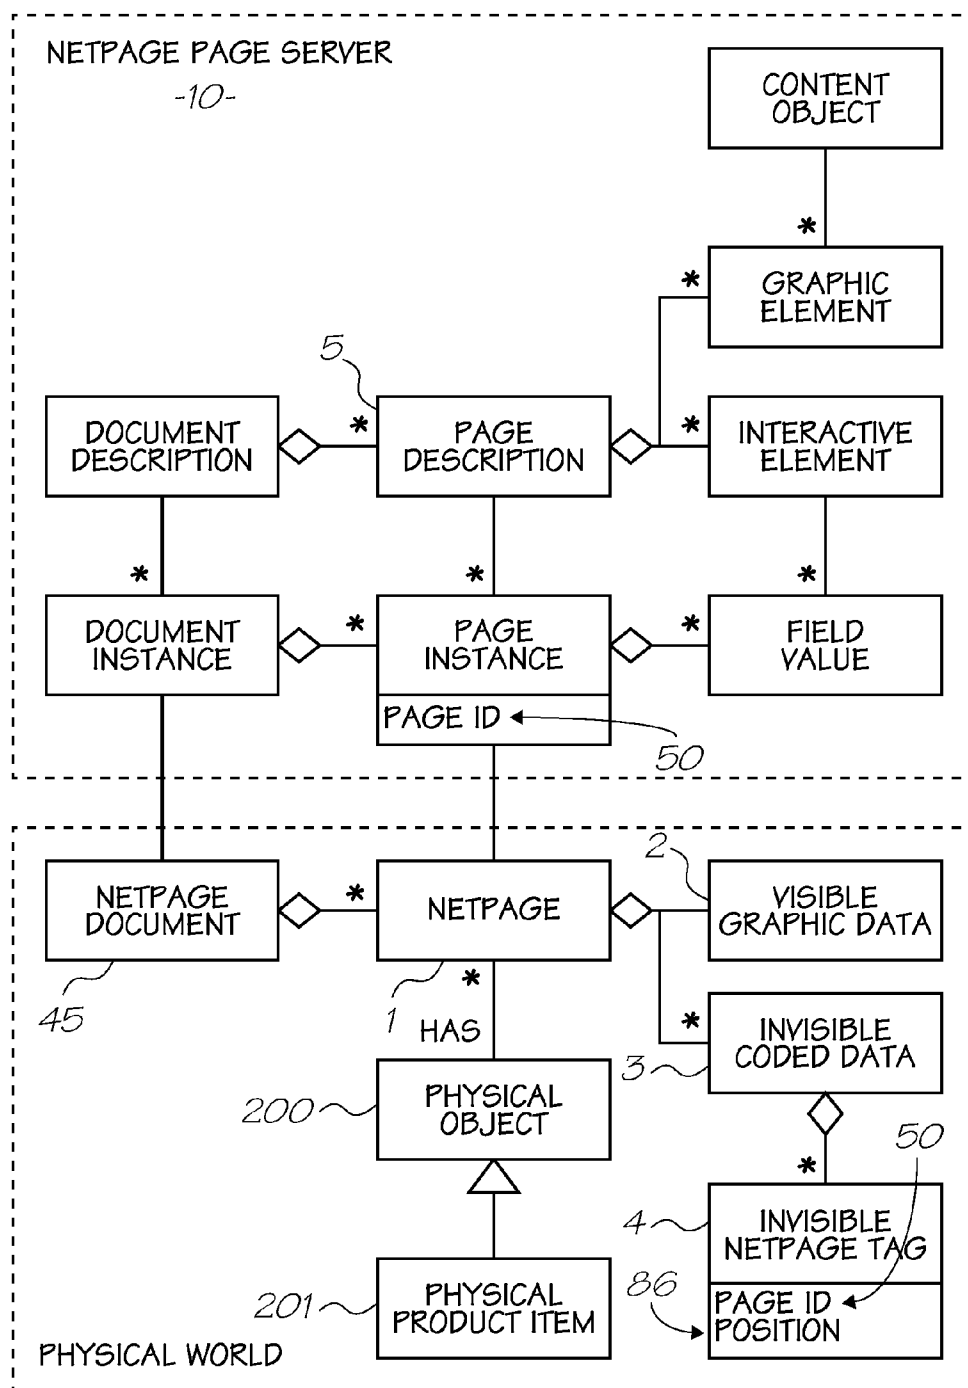 NETPAGE PAGE SERVER
-10-
CONTENT
OBJECT
*
GRAPHIC
ELEMENT
*
5
DOCUMENT
DESCRIPTION
*
PAGE
DESCRIPTION
*
INTERACTIVE
ELEMENT
*
*
*
DOCUMENT
INSTANCE
*
PAGE
INSTANCE
*
FIELD
VALUE
PAGE ID
50
2
NETPAGE
DOCUMENT
*
NETPAGE
VISIBLE
GRAPHIC DATA
45
1
*
HAS
*
INVISIBLE
CODED DATA
3
200
PHYSICAL
OBJECT
50
*
4
INVISIBLE
NETPAGE TAG
86
PAGE ID
POSITION
201
PHYSICAL
PRODUCT ITEM
PHYSICAL WORLD